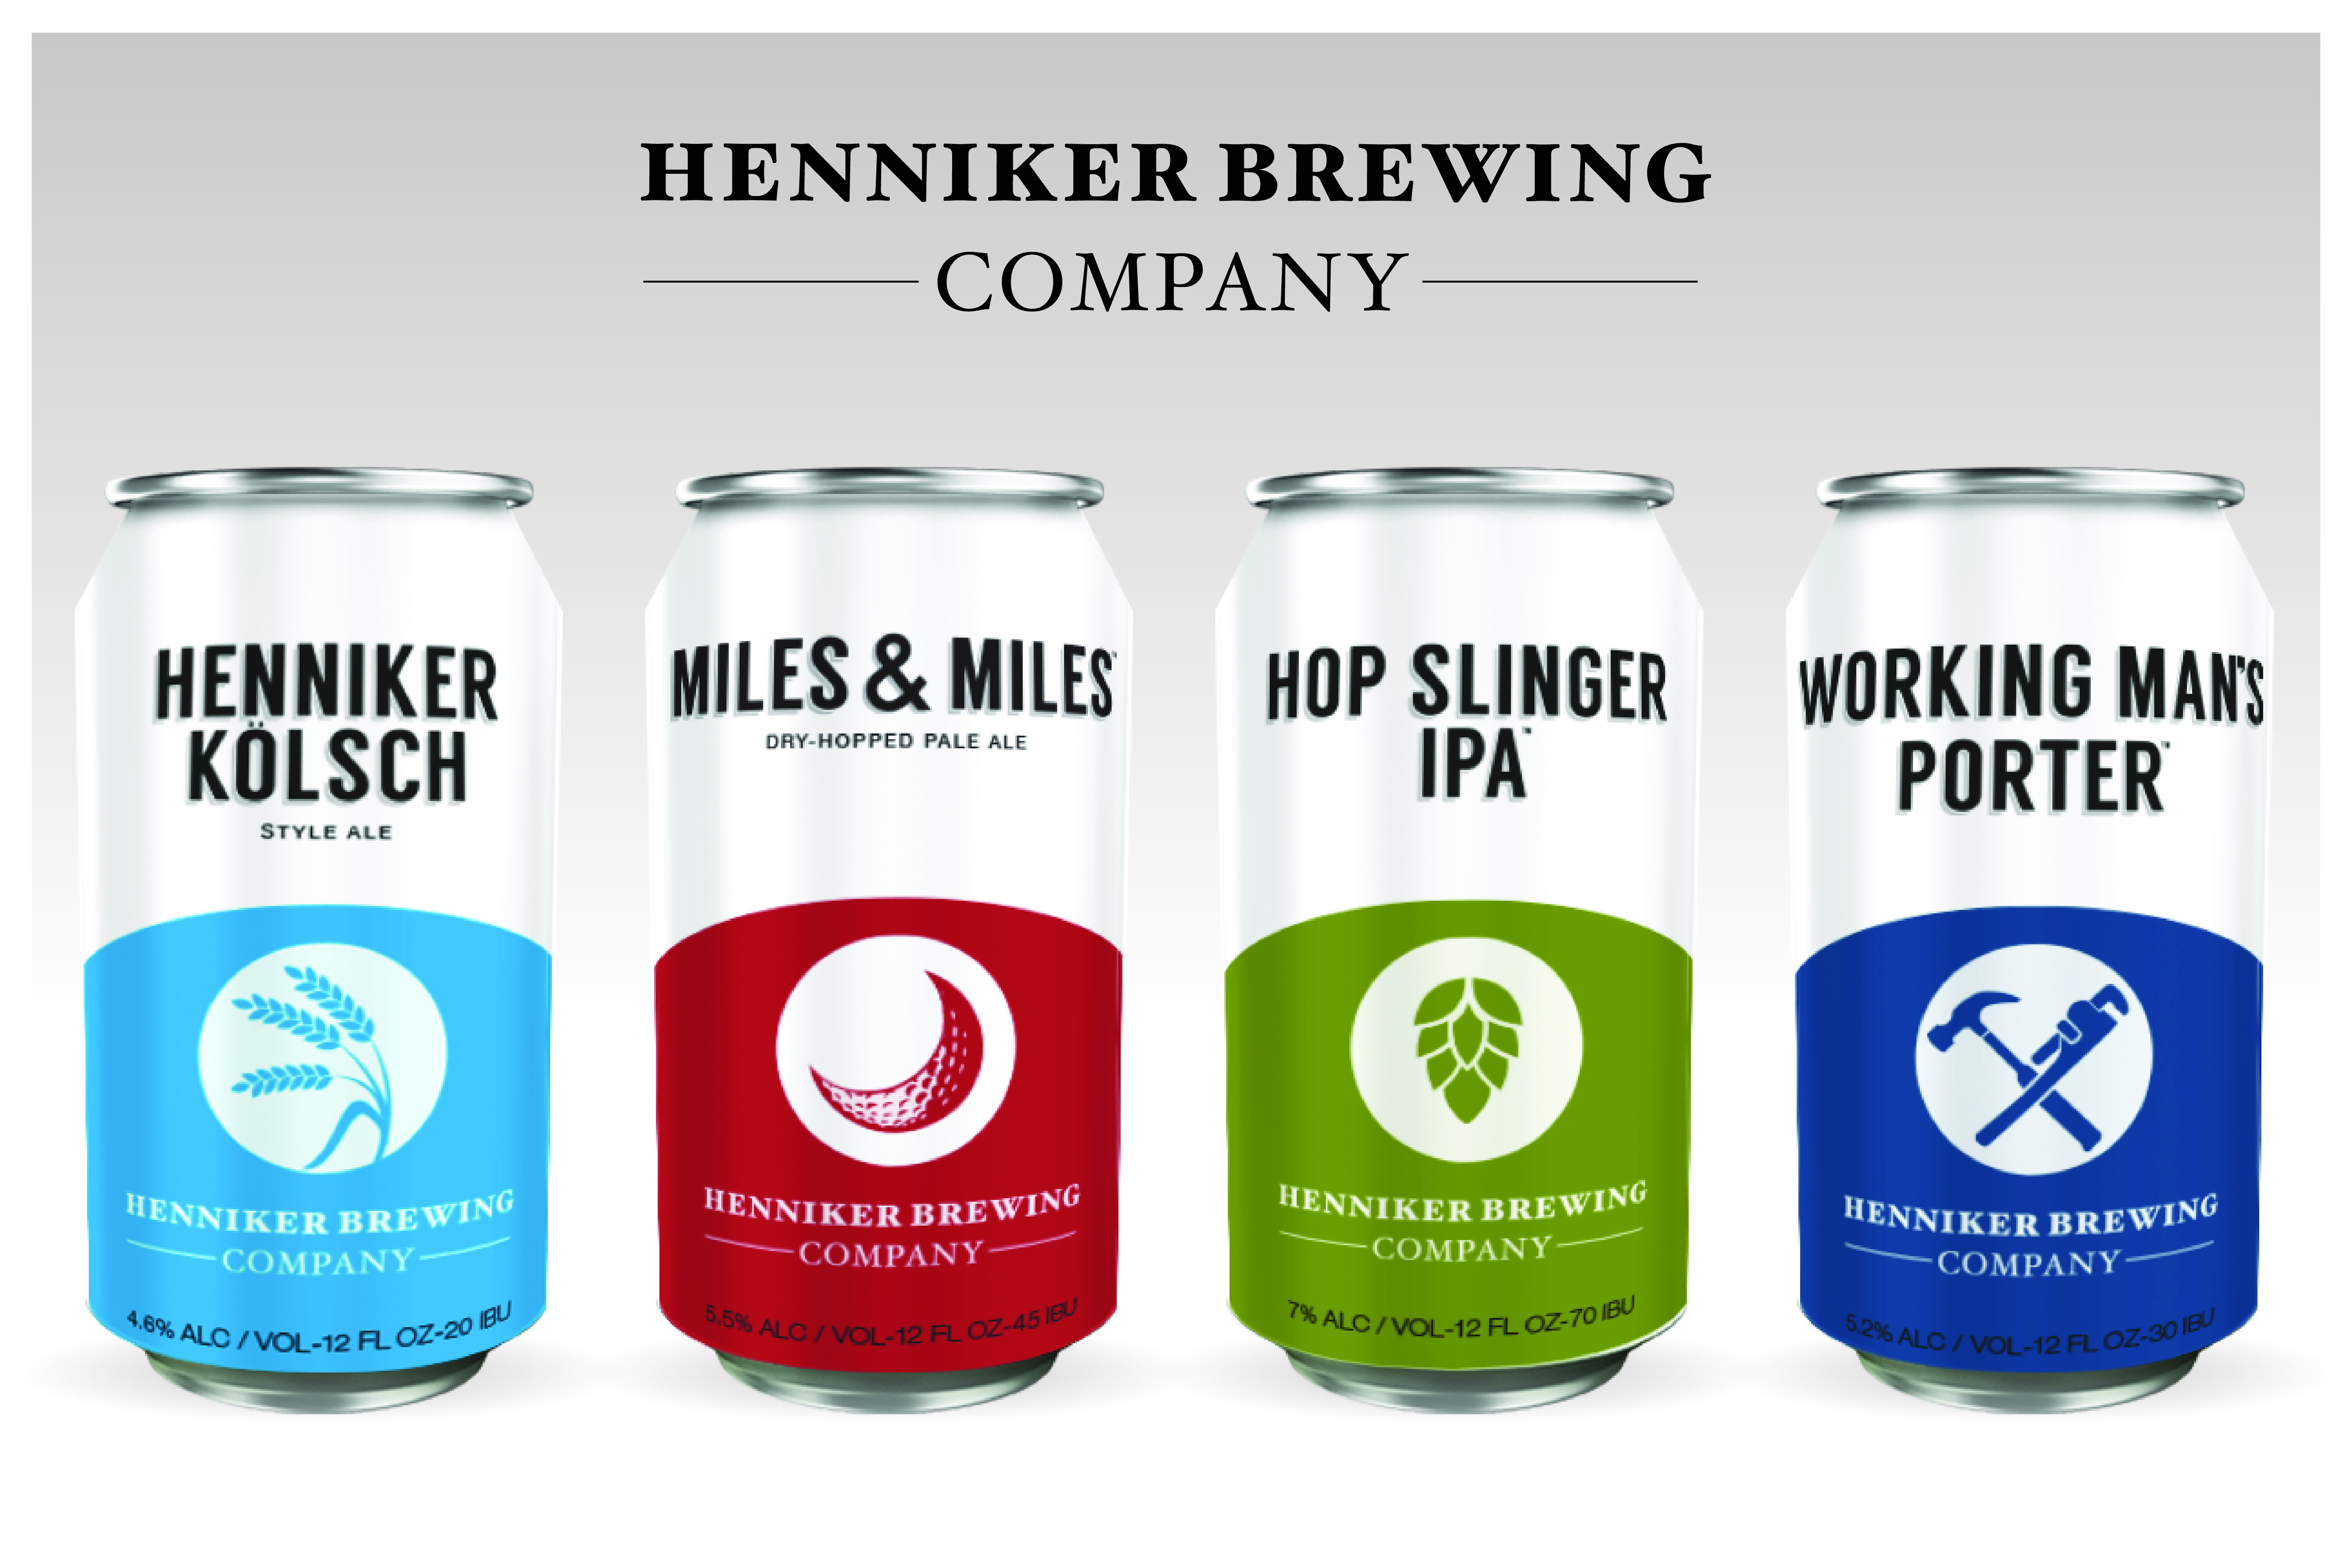 HENNIKER BREWING
COMPANY
HENNIKER
KÖLSCH
STYLE ALE
HENNIKER BREWING
COMPANY
4.6% ALC / VOL-12 FL OZ-20 IBU
MILES & MILES™
DRY-HOPPED PALE ALE
HENNIKER BREWING
COMPANY
5.5% ALC / VOL-12 FL OZ-45 IBU
HOP SLINGER
IPA™
HENNIKER BREWING
COMPANY
7% ALC / VOL-12 FL OZ-70 IBU
WORKING MAN'S
PORTER™
HENNIKER BREWING
COMPANY
5.2% ALC / VOL-12 FL OZ-30 IBU